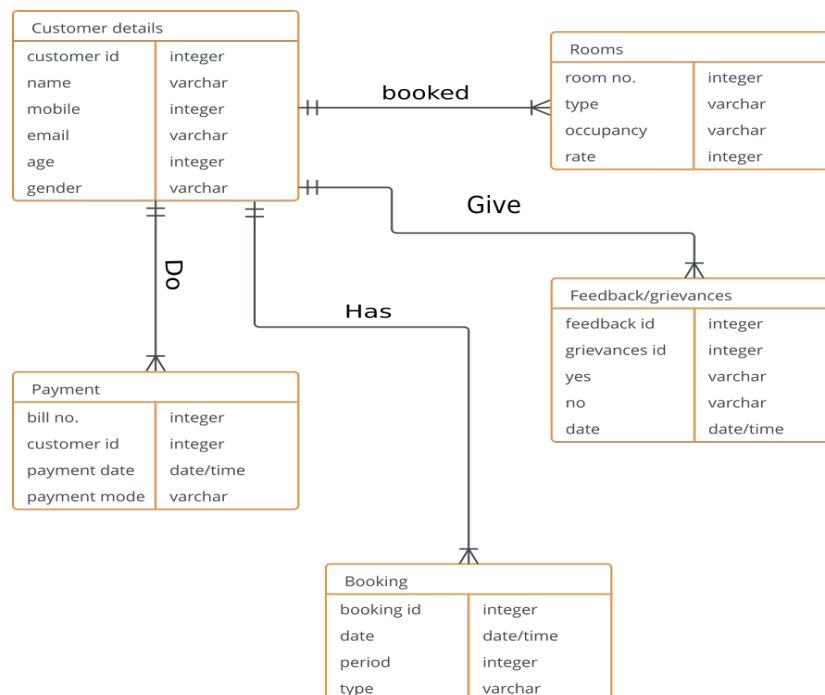 Customer details
customer id integer
name varchar
mobile integer
email varchar
age integer
gender varchar
booked
Rooms
room no. integer
type varchar
occupancy varchar
rate integer
Give
Do
Has
Feedback/grievances
feedback id integer
grievances id integer
yes varchar
no varchar
date date/time
Payment
bill no. integer
customer id integer
payment date date/time
payment mode varchar
Booking
booking id integer
date date/time
period integer
type varchar